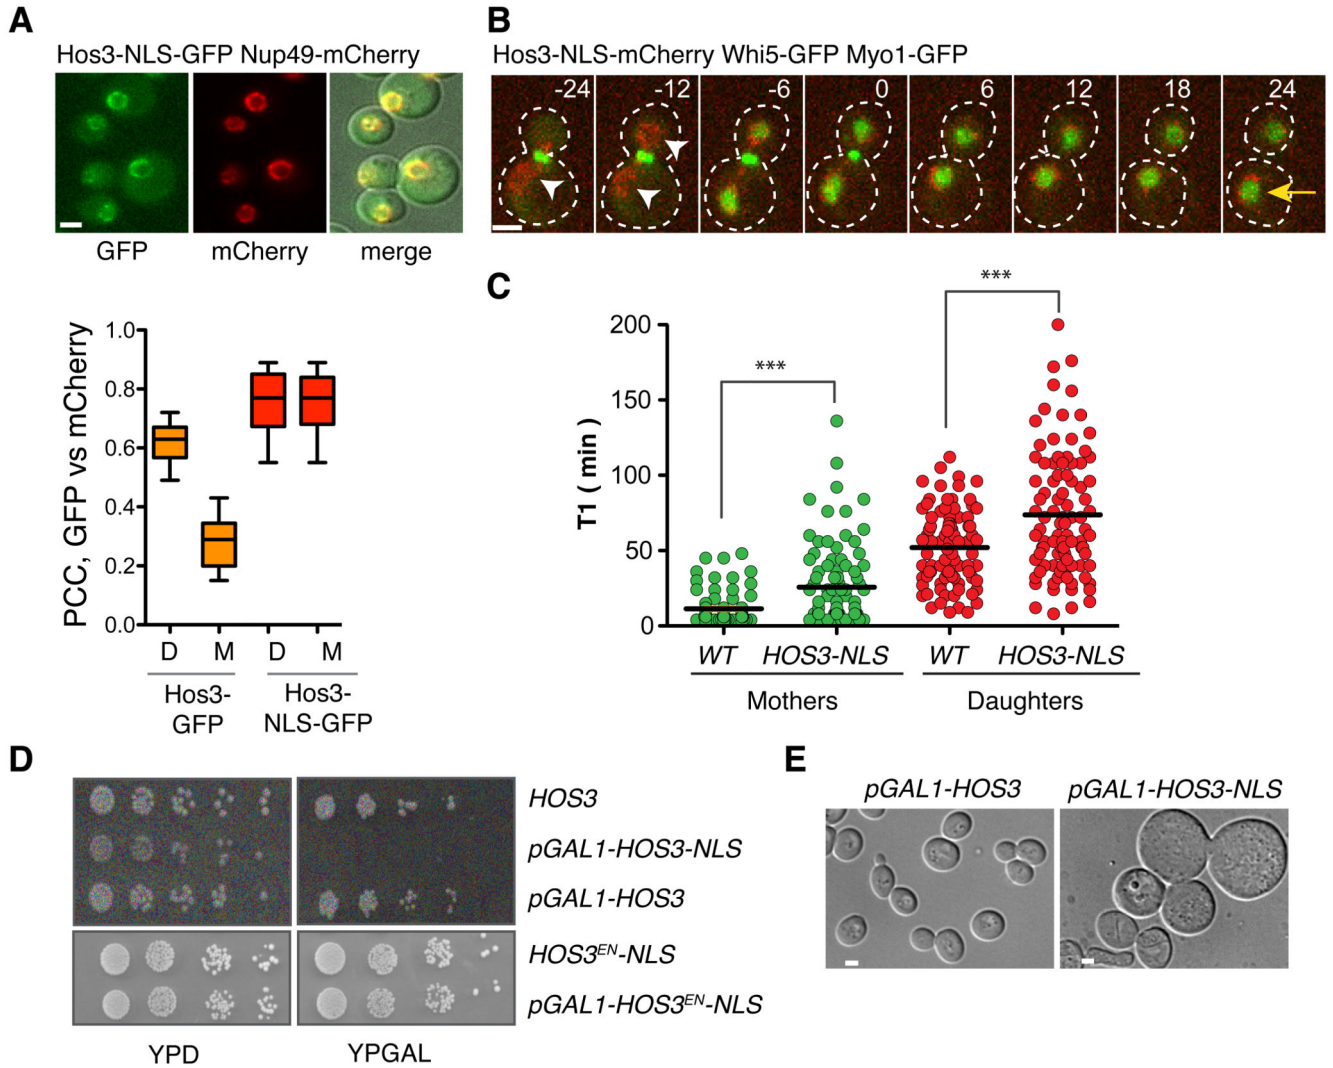 A
Hos3-NLS-GFP Nup49-mCherry
GFP
mCherry
merge
PCC, GFP vs mCherry
1.0
0.8
0.6
0.4
0.2
0.0
D
M
D
M
Hos3-
GFP
Hos3-
NLS-GFP
B
Hos3-NLS-mCherry Whi5-GFP Myo1-GFP
-24
-12
-6
0
6
12
18
24
C
T1 ( min )
200
150
100
50
0
***
***
WT
HOS3-NLS
WT
HOS3-NLS
Mothers
Daughters
D
HOS3
pGAL1-HOS3-NLS
pGAL1-HOS3
HOS3EN-NLS
pGAL1-HOS3EN-NLS
YPD
YPGAL
E
pGAL1-HOS3
pGAL1-HOS3-NLS